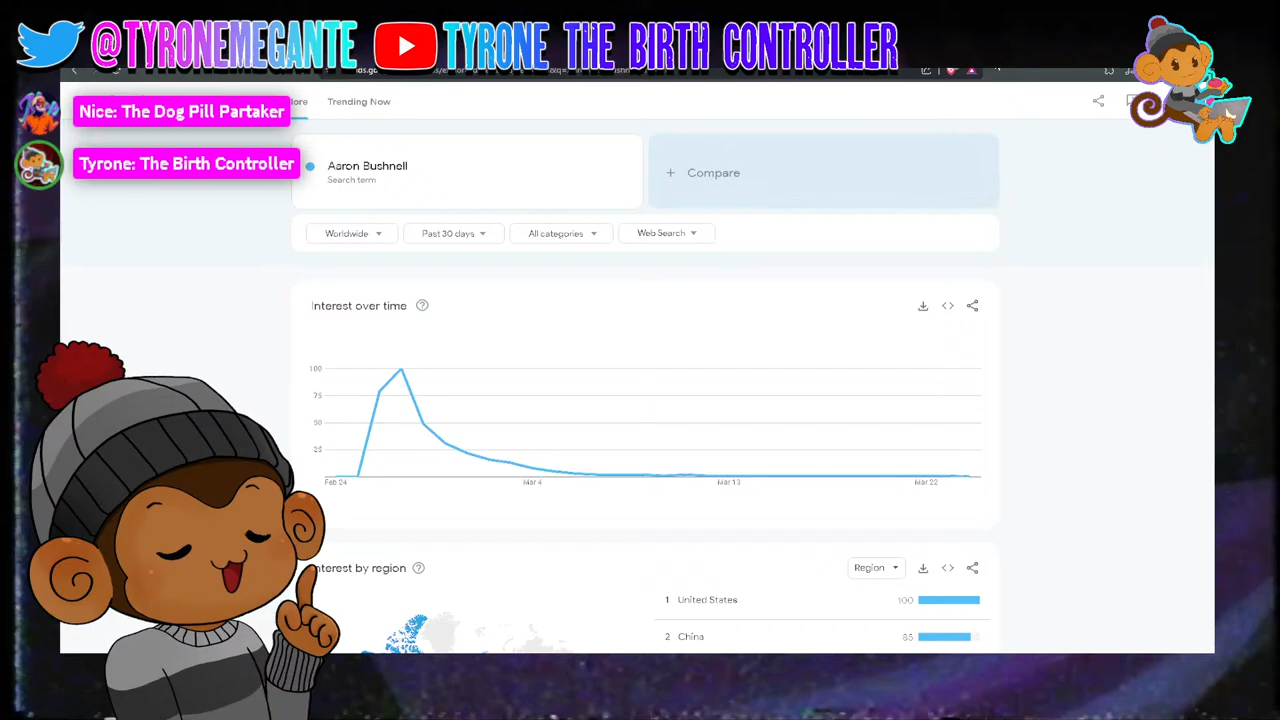 @TYRONEMEGANTE TYRONE THE BIRTH CONTROLLER
Nice: The Dog Pill Partaker
Trending Now
Tyrone: The Birth Controller
Aaron Bushnell
Search term
+ Compare
Worldwide Past 30 days All categories Web Search
Interest over time
100
75
50
25
Feb 24 Mar 4 Mar 13 Mar 22
Interest by region
Region
1 United States 100
2 China 85